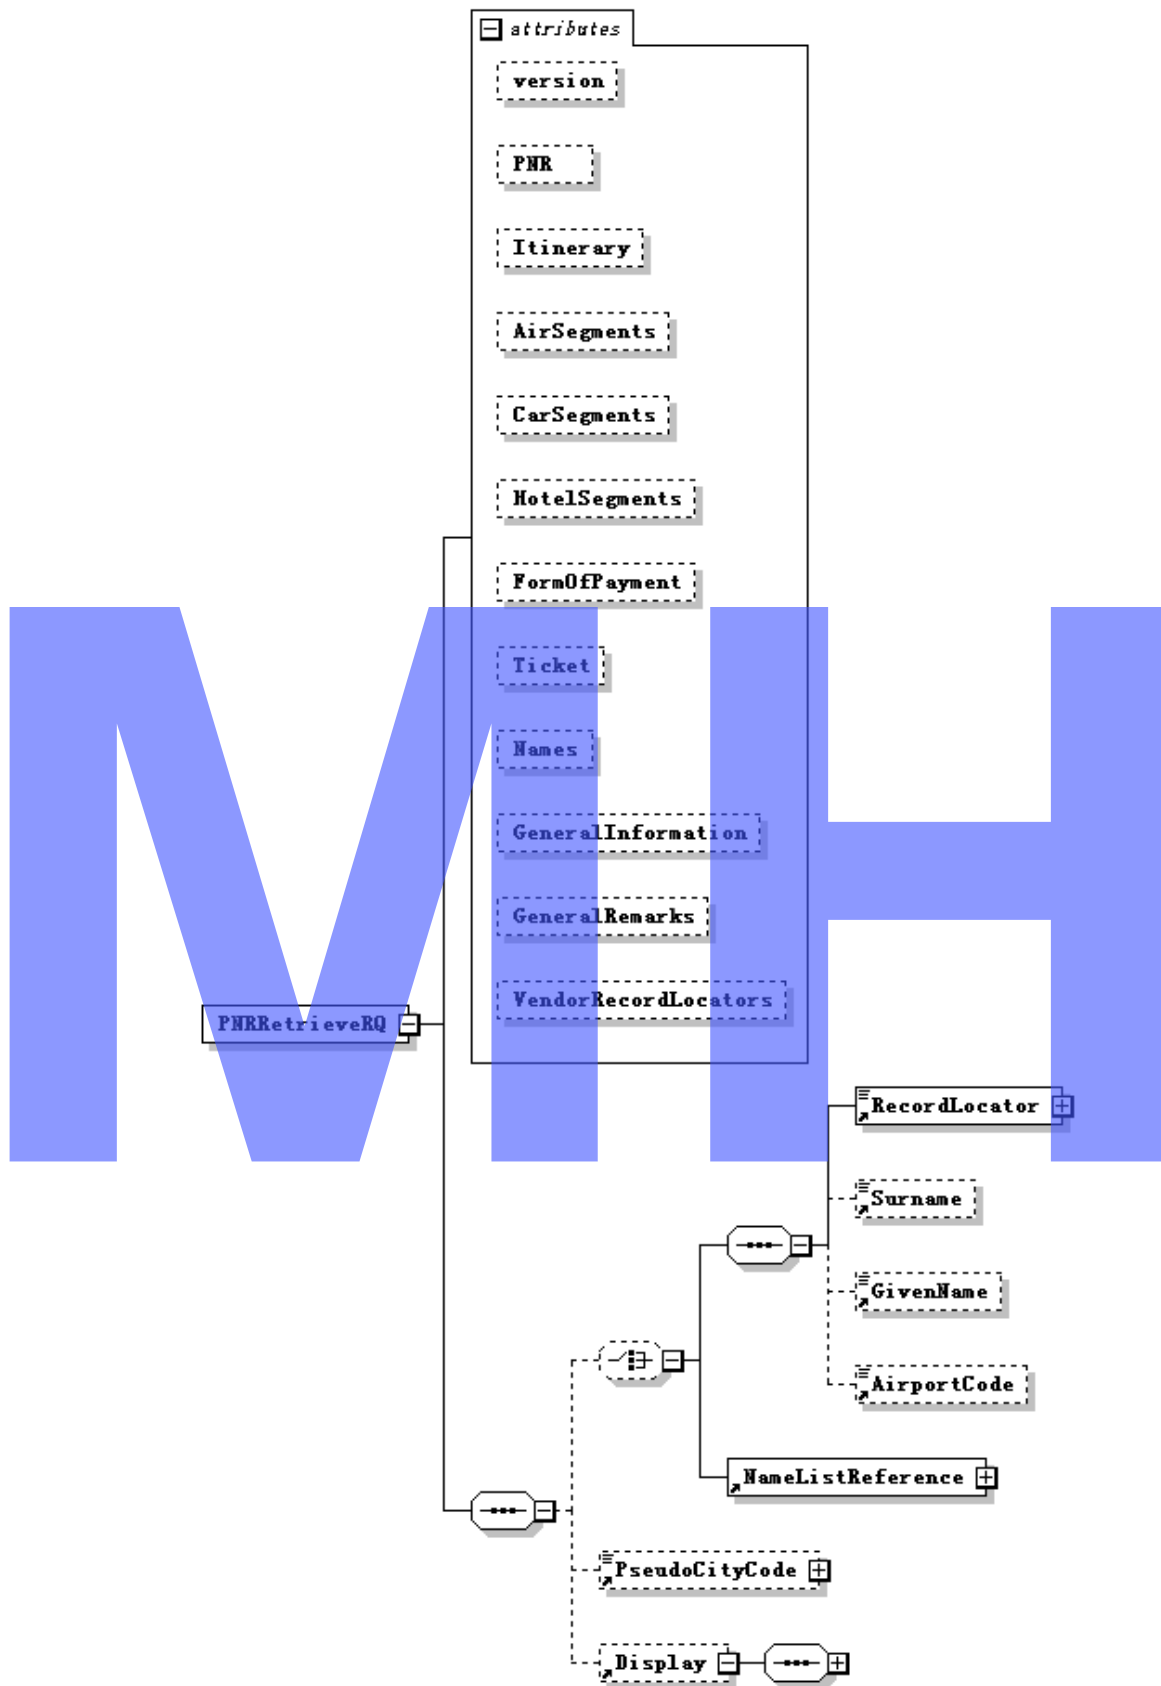 attributes
version
PNR
Itinerary
AirSegments
CarSegments
HotelSegments
FormOfPayment
Ticket
Names
GeneralInformation
GeneralRemarks
VendorRecordLocators
PNRRetrieveRQ
RecordLocator
Surname
GivenName
AirportCode
NameListReference
PseudoCityCode
Display
MH